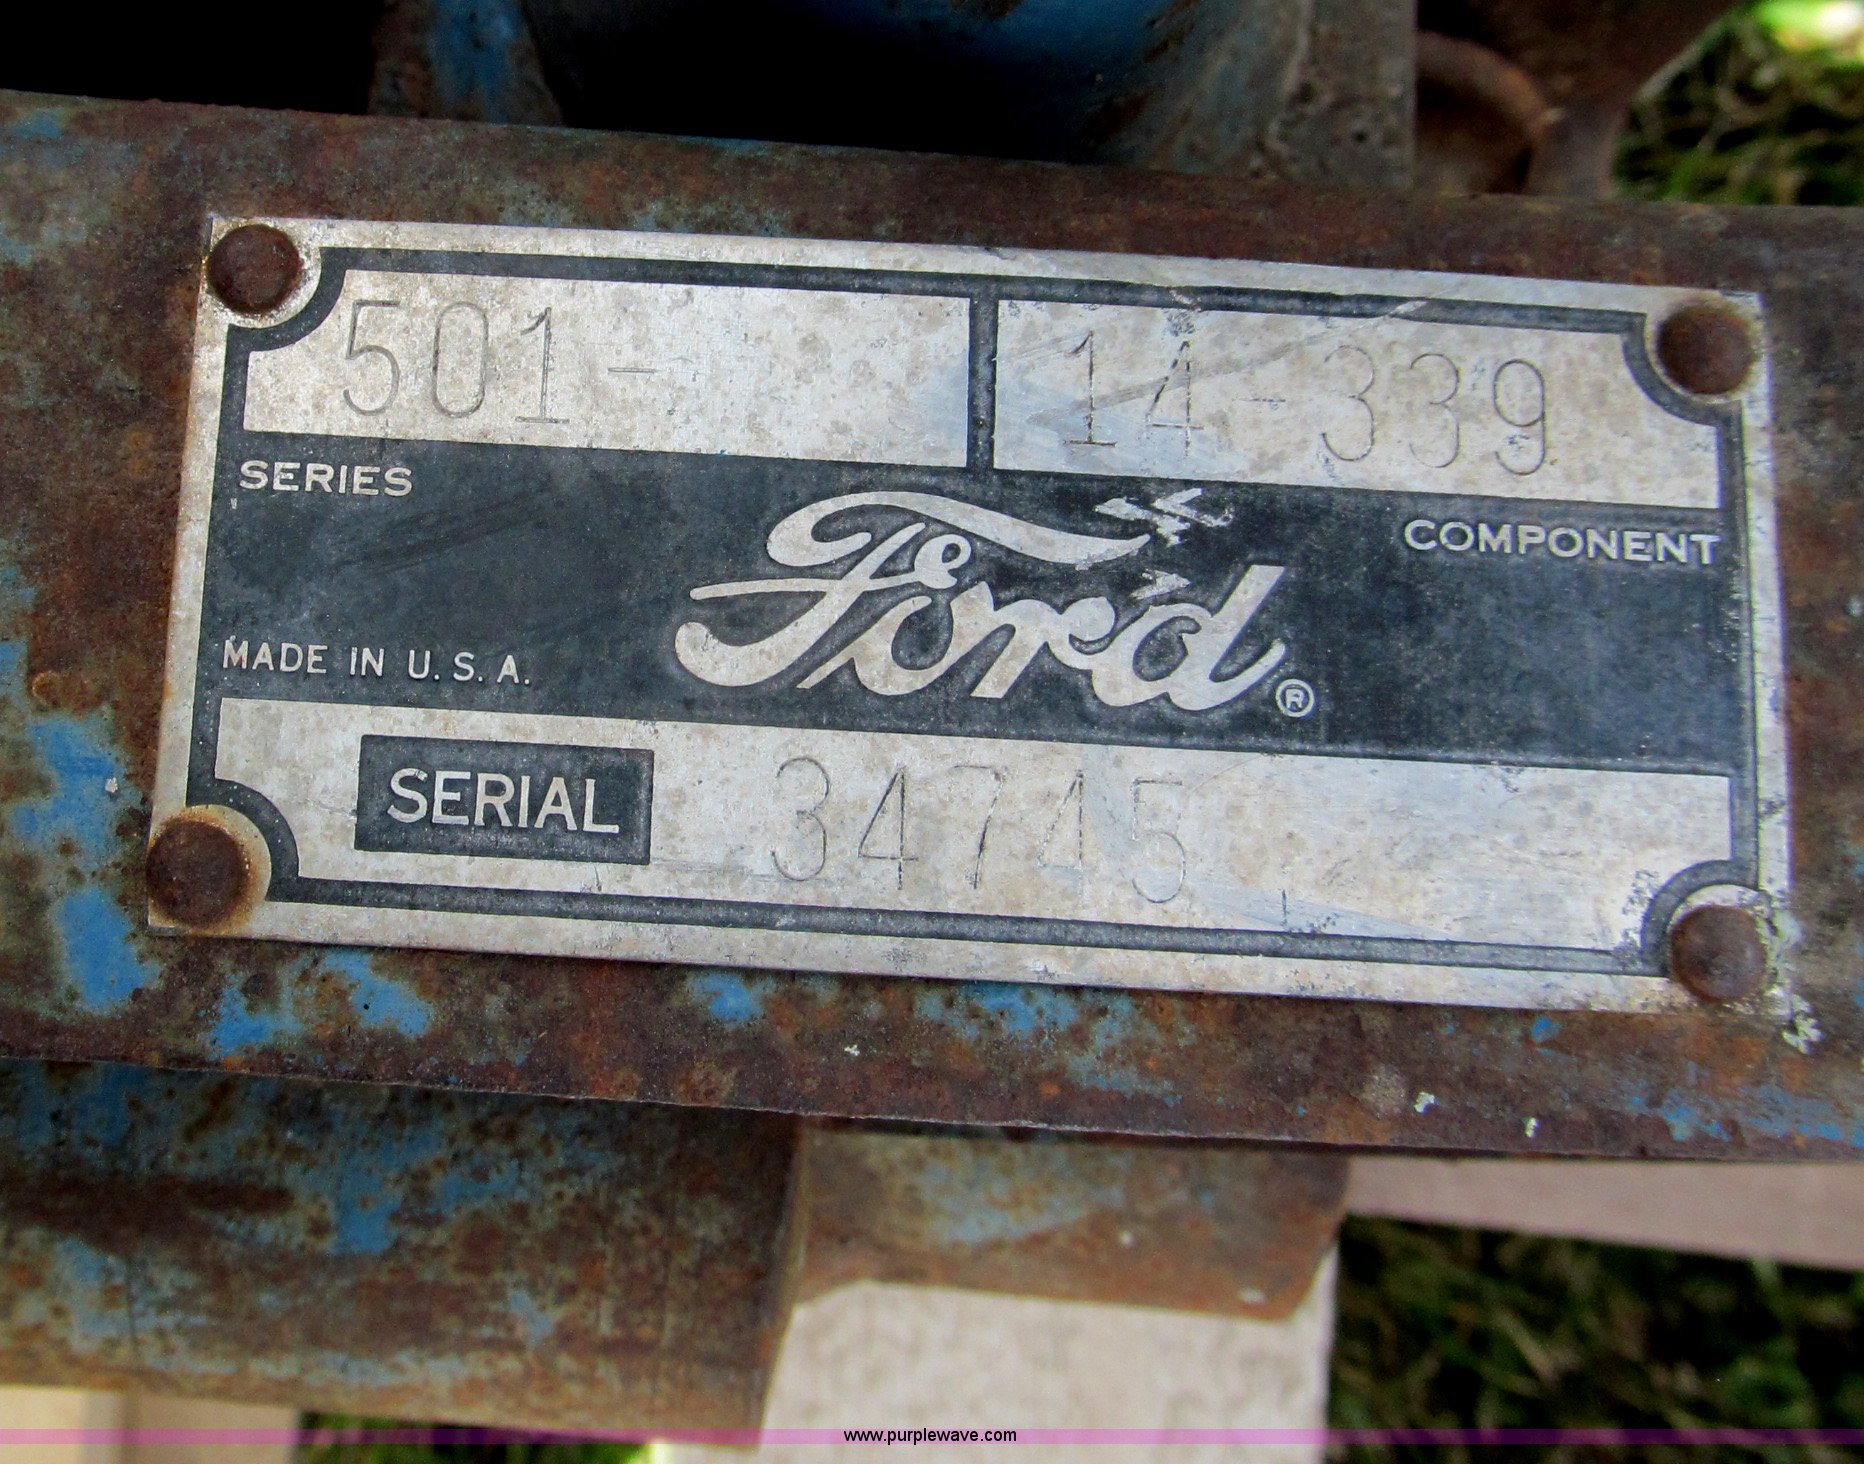 501- 14-339
SERIES COMPONENT
Ford®
MADE IN U.S.A.
SERIAL 34745
www.purplewave.com